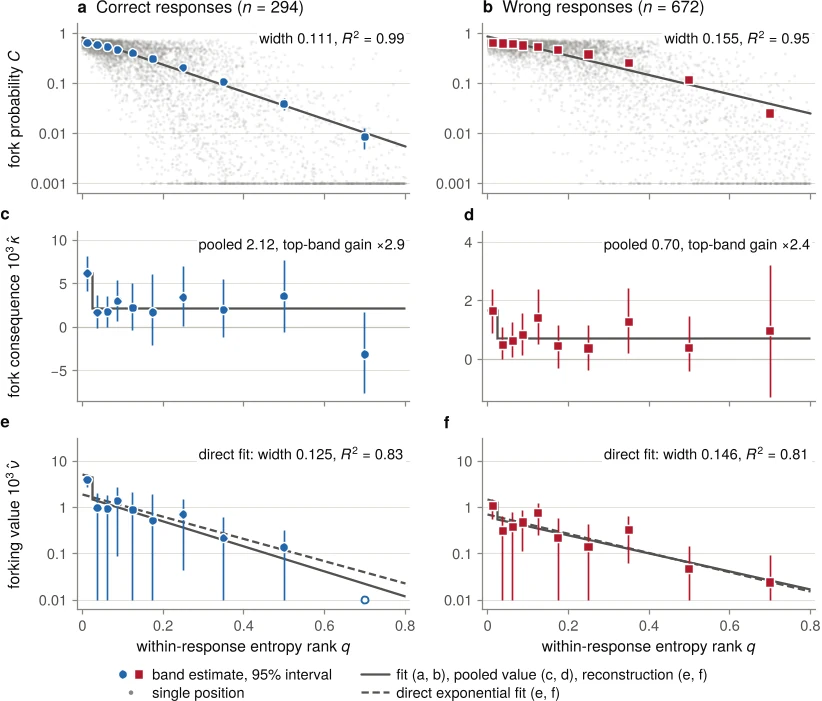 a Correct responses (n = 294)
b Wrong responses (n = 672)
width 0.111, R² = 0.99
width 0.155, R² = 0.95
fork probability C
1
0.1
0.01
0.001
1
0.1
0.01
0.001
c
d
pooled 2.12, top-band gain ×2.9
pooled 0.70, top-band gain ×2.4
fork consequence 10³ κ̂
10
5
0
−5
4
2
0
e
f
direct fit: width 0.125, R² = 0.83
direct fit: width 0.146, R² = 0.81
forking value 10³ ν̂
10
1
0.1
0.01
10
1
0.1
0.01
0 0.2 0.4 0.6 0.8
0 0.2 0.4 0.6 0.8
within-response entropy rank q
within-response entropy rank q
band estimate, 95% interval
fit (a, b), pooled value (c, d), reconstruction (e, f)
single position
direct exponential fit (e, f)